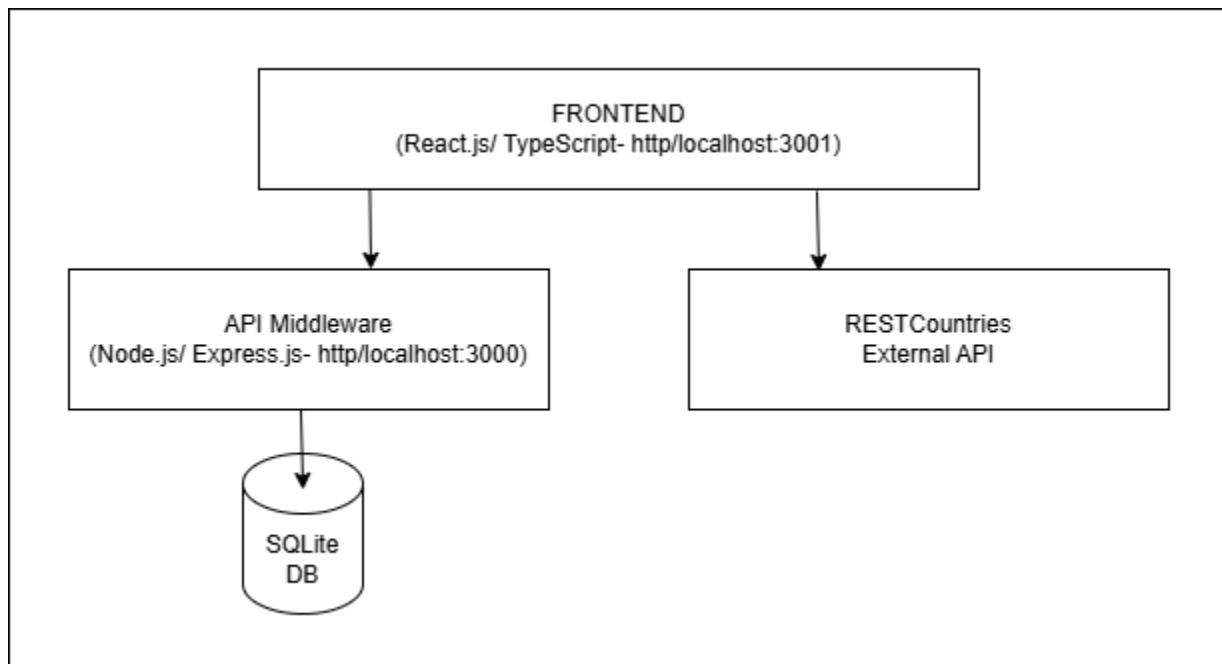 FRONTEND
(React.js/ TypeScript- http/localhost:3001)
API Middleware
(Node.js/ Express.js- http/localhost:3000)
RESTCountries
External API
SQLite
DB